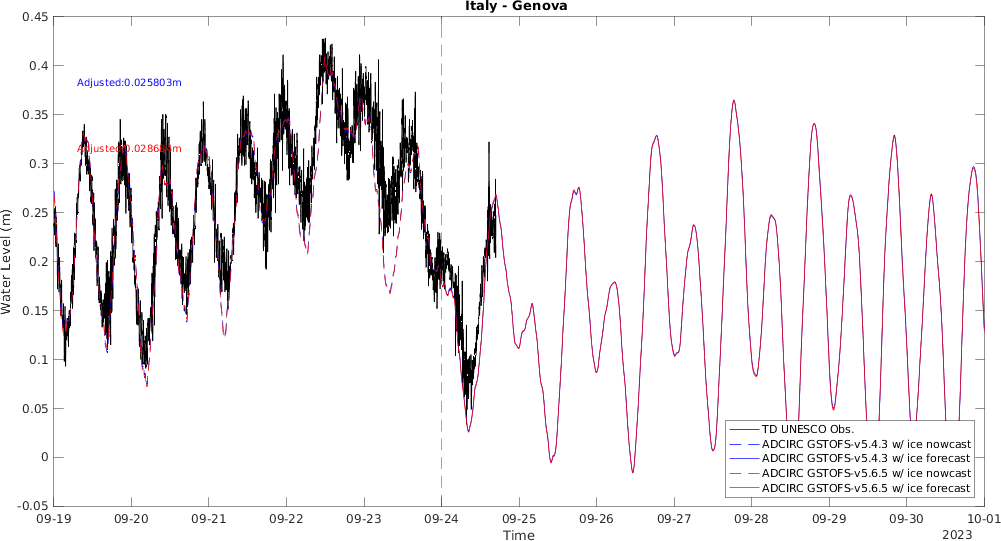 Italy - Genova
0.45
0.4
0.35
0.3
0.25
0.2
0.15
0.1
0.05
0
-0.05
Water Level (m)
Adjusted:0.025803m
TD UNESCO Obs.
ADCIRC GSTOFS-v5.4.3 w/ ice nowcast
ADCIRC GSTOFS-v5.4.3 w/ ice forecast
ADCIRC GSTOFS-v5.6.5 w/ ice nowcast
ADCIRC GSTOFS-v5.6.5 w/ ice forecast
09-19 09-20 09-21 09-22 09-23 09-24 09-25 09-26 09-27 09-28 09-29 09-30 10-01
Time
2023